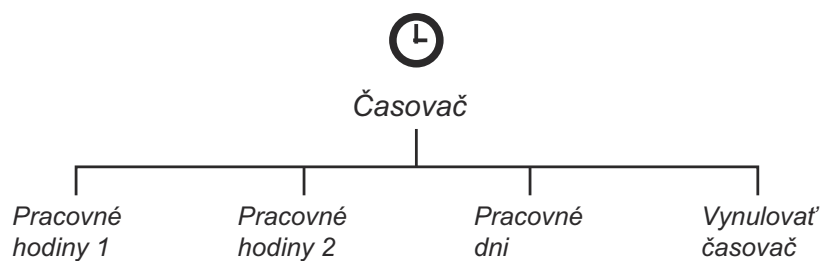 Časovač
Pracovné
hodiny 1
Pracovné
hodiny 2
Pracovné
dni
Vynulovať
časovač